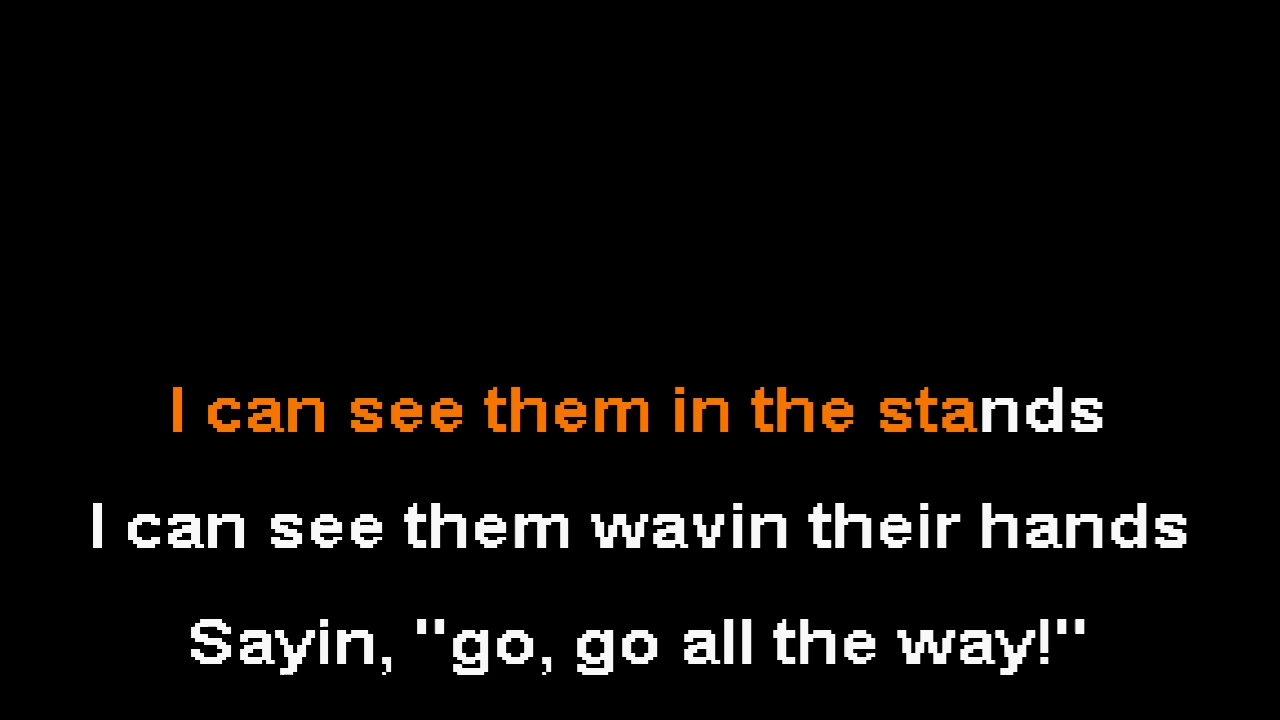 I can see them in the stands
I can see them wavin their hands
Sayin, "go, go all the way!"